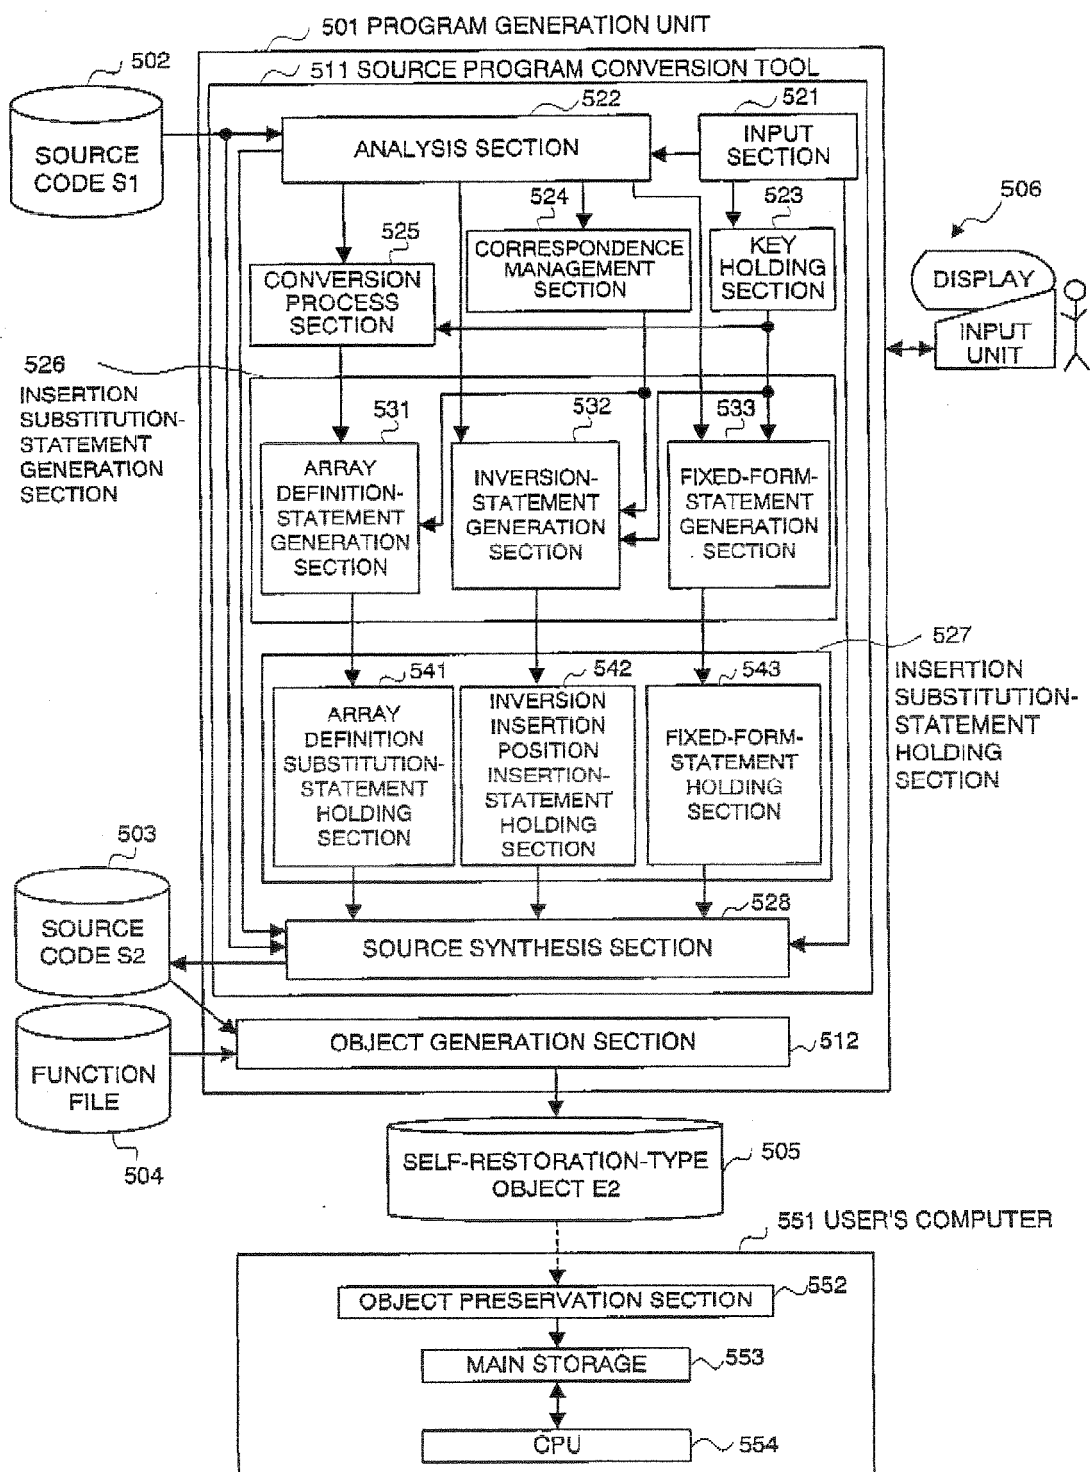 501 PROGRAM GENERATION UNIT
511 SOURCE PROGRAM CONVERSION TOOL
502
SOURCE
CODE S1
522
ANALYSIS SECTION
521
INPUT
SECTION
524
CORRESPONDENCE
MANAGEMENT
SECTION
523
KEY
HOLDING
SECTION
525
CONVERSION
PROCESS
SECTION
506
DISPLAY
INPUT
UNIT
526
INSERTION
SUBSTITUTION-
STATEMENT
GENERATION
SECTION
531
ARRAY
DEFINITION-
STATEMENT
GENERATION
SECTION
532
INVERSION-
STATEMENT
GENERATION
SECTION
533
FIXED-FORM-
STATEMENT
GENERATION
SECTION
527
INSERTION
SUBSTITUTION-
STATEMENT
HOLDING
SECTION
541
ARRAY
DEFINITION
SUBSTITUTION-
STATEMENT
HOLDING
SECTION
542
INVERSION
INSERTION
POSITION
INSERTION-
STATEMENT
HOLDING
SECTION
543
FIXED-FORM-
STATEMENT
HOLDING
SECTION
503
SOURCE
CODE S2
528
SOURCE SYNTHESIS SECTION
OBJECT GENERATION SECTION
512
FUNCTION
FILE
504
SELF-RESTORATION-TYPE
OBJECT E2
505
551 USER'S COMPUTER
OBJECT PRESERVATION SECTION
552
MAIN STORAGE
553
CPU
554